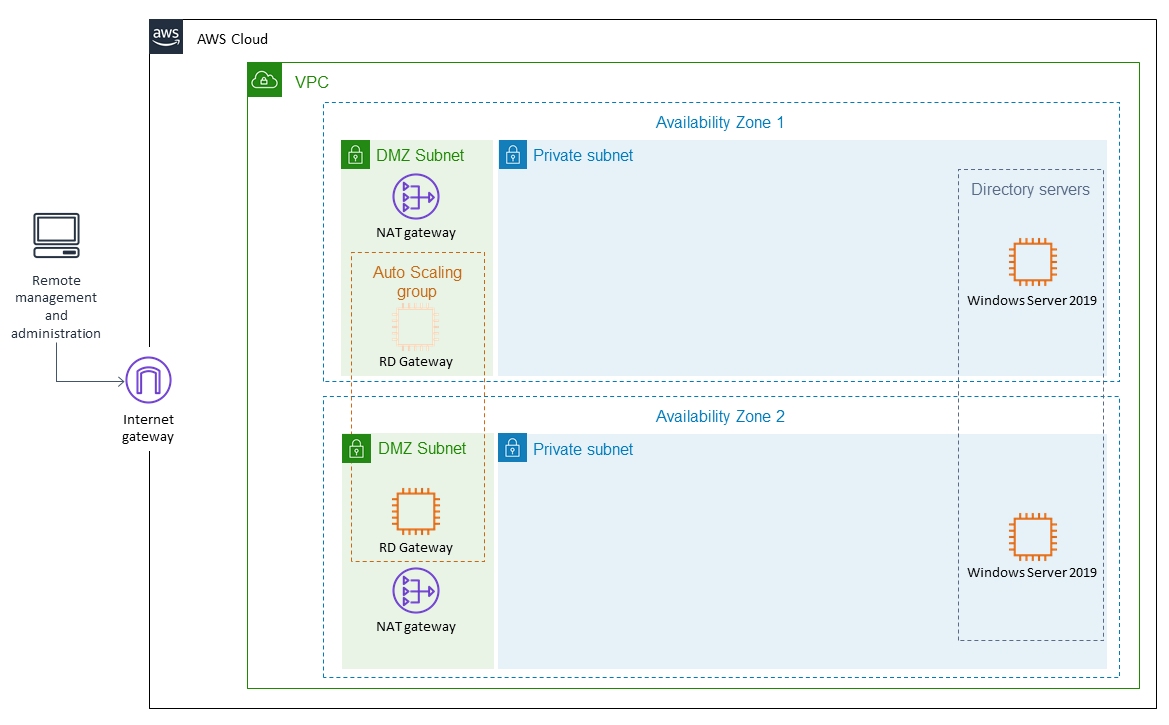 aws
AWS Cloud
VPC
Availability Zone 1
DMZ Subnet
Private subnet
NAT gateway
Directory servers
Auto Scaling
group
RD Gateway
Windows Server 2019
Remote
management
and
administration
Internet
gateway
Availability Zone 2
DMZ Subnet
Private subnet
RD Gateway
NAT gateway
Windows Server 2019